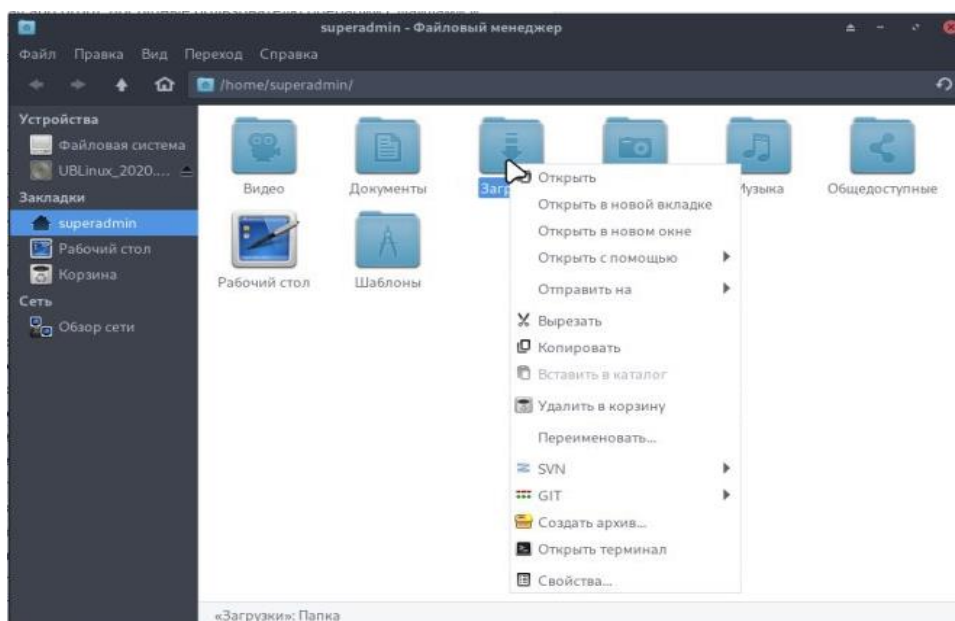 superadmin - Файловый менеджер
Файл Правка Вид Переход Справка
/home/superadmin/
Устройства
Файловая система
UBLinux_2020....
Закладки
superadmin
Рабочий стол
Корзина
Сеть
Обзор сети
Видео
Документы
Загр
Музыка
Общедоступные
Рабочий стол
Шаблоны
Открыть
Открыть в новой вкладке
Открыть в новом окне
Открыть с помощью
Отправить на
Вырезать
Копировать
Вставить в каталог
Удалить в корзину
Переименовать...
SVN
GIT
Создать архив...
Открыть терминал
Свойства...
«Загрузки»: Папка